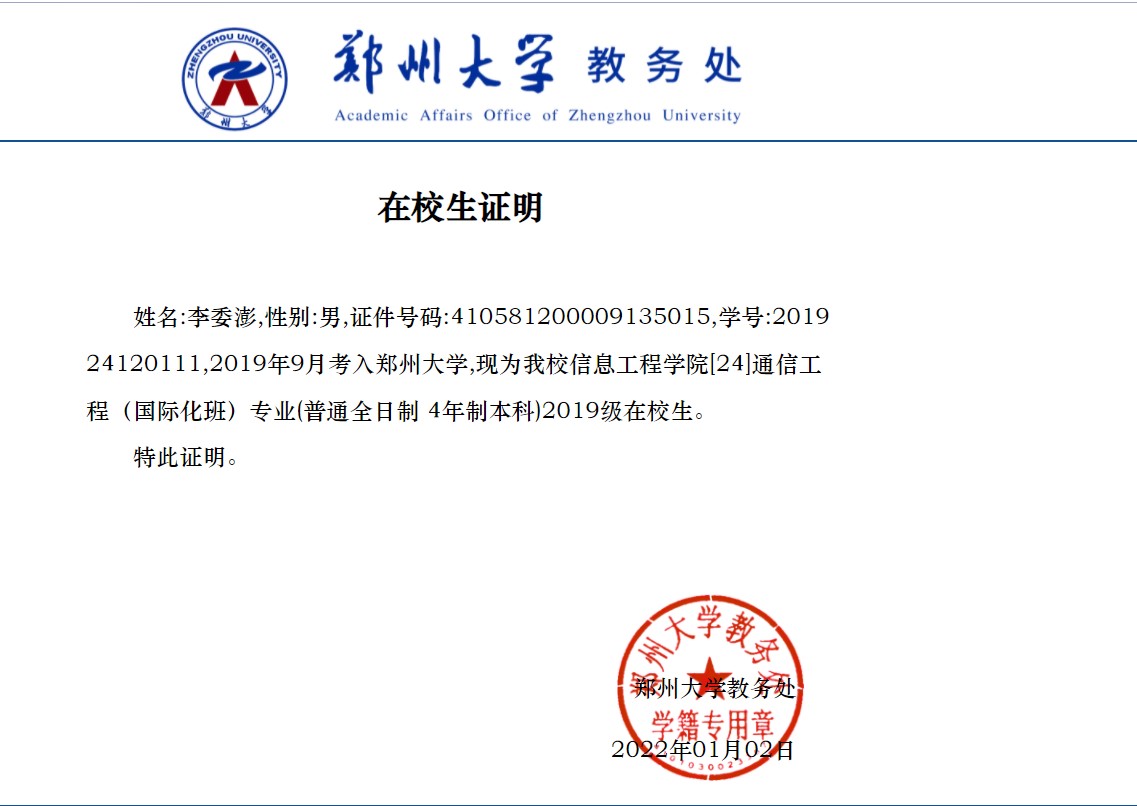 ZHENGZHOU UNIVERSITY
郑州大学
郑州大学 教务处
Academic Affairs Office of Zhengzhou University
在校生证明
姓名:李委澎,性别:男,证件号码:410581200009135015,学号:2019
24120111,2019年9月考入郑州大学,现为我校信息工程学院[24]通信工
程（国际化班）专业(普通全日制 4年制本科)2019级在校生。
特此证明。
郑州大学教务处
郑州大学教务处
学籍专用章
2022年01月02日